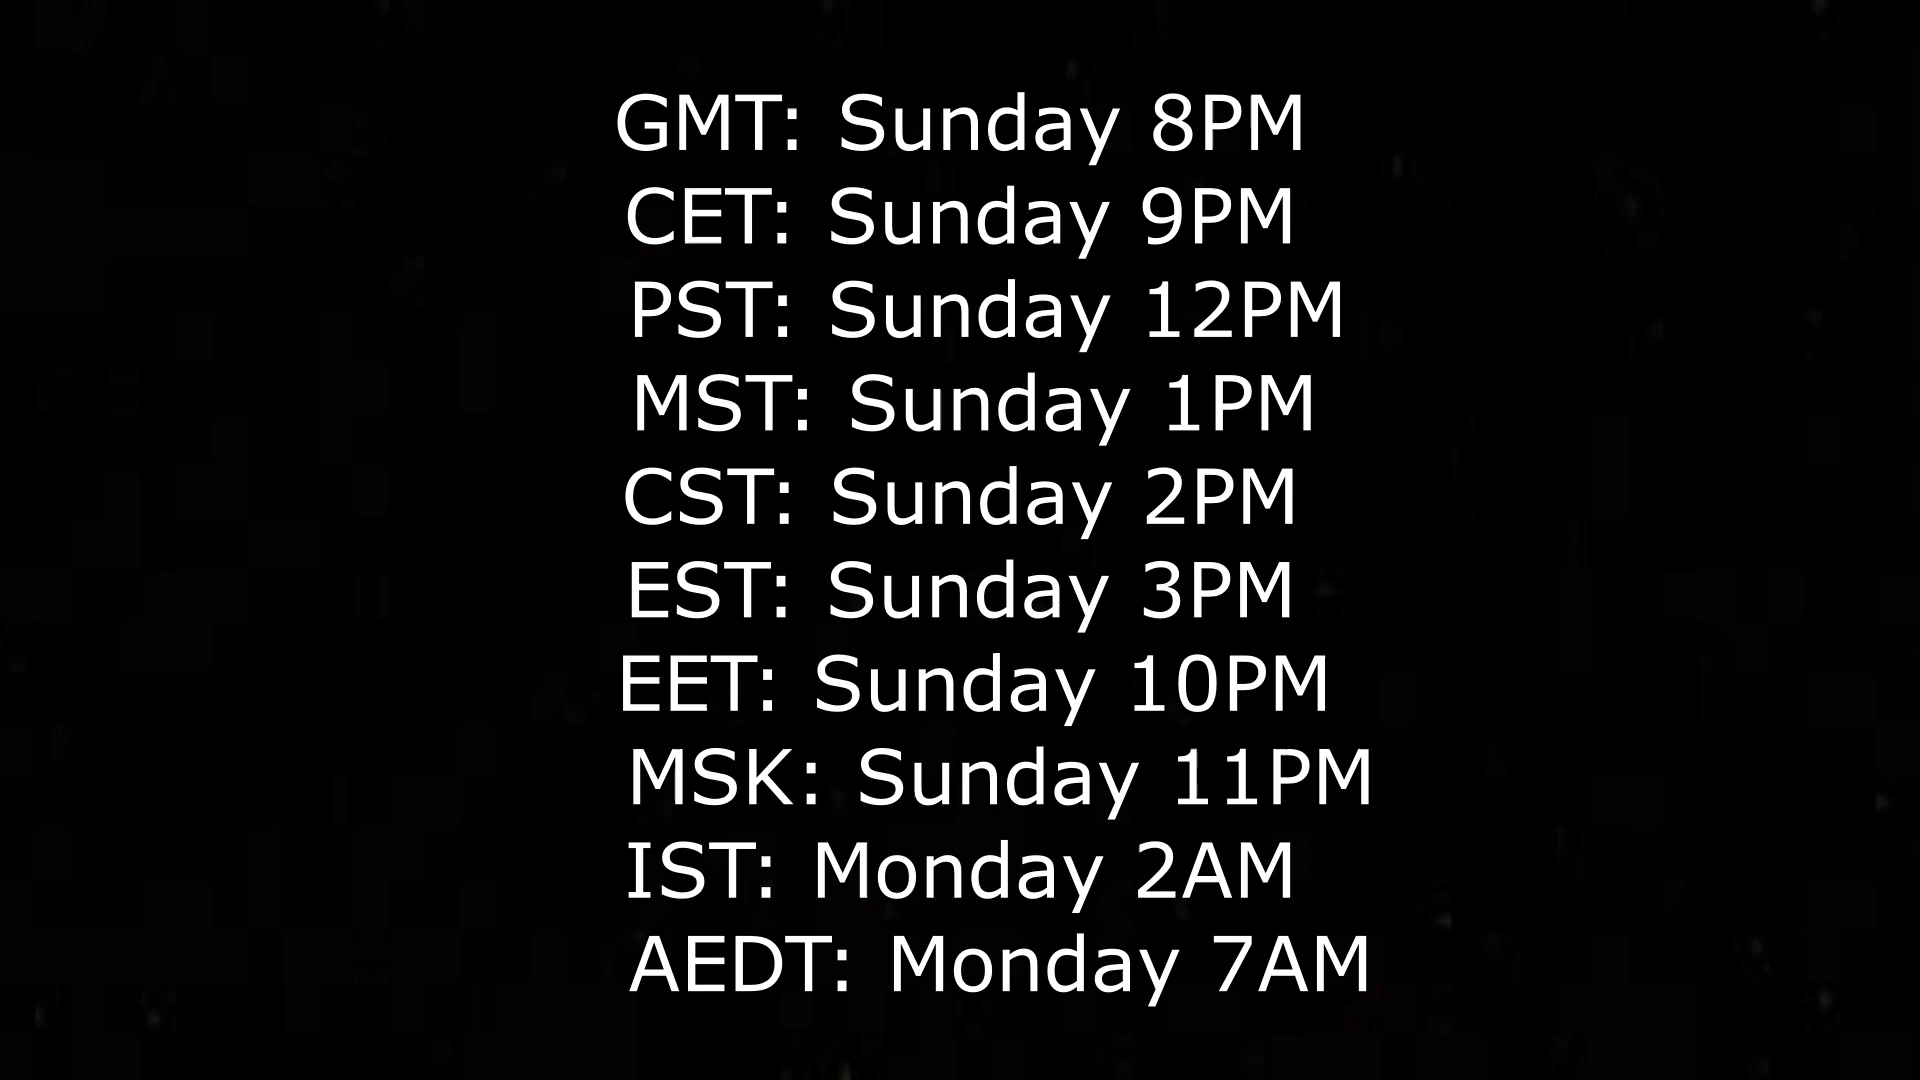 GMT: Sunday 8PM
CET: Sunday 9PM
PST: Sunday 12PM
MST: Sunday 1PM
CST: Sunday 2PM
EST: Sunday 3PM
EET: Sunday 10PM
MSK: Sunday 11PM
IST: Monday 2AM
AEDT: Monday 7AM